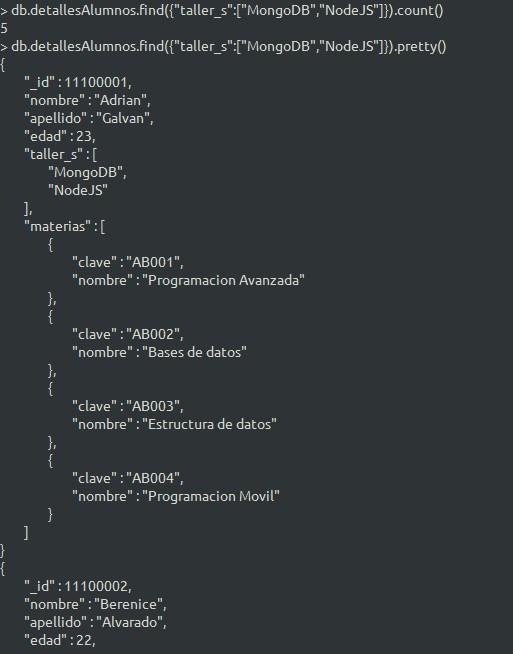 > db.detallesAlumnos.find({"taller_s":["MongoDB","NodeJS"]}).count()
5
> db.detallesAlumnos.find({"taller_s":["MongoDB","NodeJS"]}).pretty()
{
"_id" : 11100001,
"nombre" : "Adrian",
"apellido" : "Galvan",
"edad" : 23,
"taller_s" : [
"MongoDB",
"NodeJS"
],
"materias" : [
{
"clave" : "AB001",
"nombre" : "Programacion Avanzada"
},
{
"clave" : "AB002",
"nombre" : "Bases de datos"
},
{
"clave" : "AB003",
"nombre" : "Estructura de datos"
},
{
"clave" : "AB004",
"nombre" : "Programacion Movil"
}
]
}
{
"_id" : 11100002,
"nombre" : "Berenice",
"apellido" : "Alvarado",
"edad" : 22,